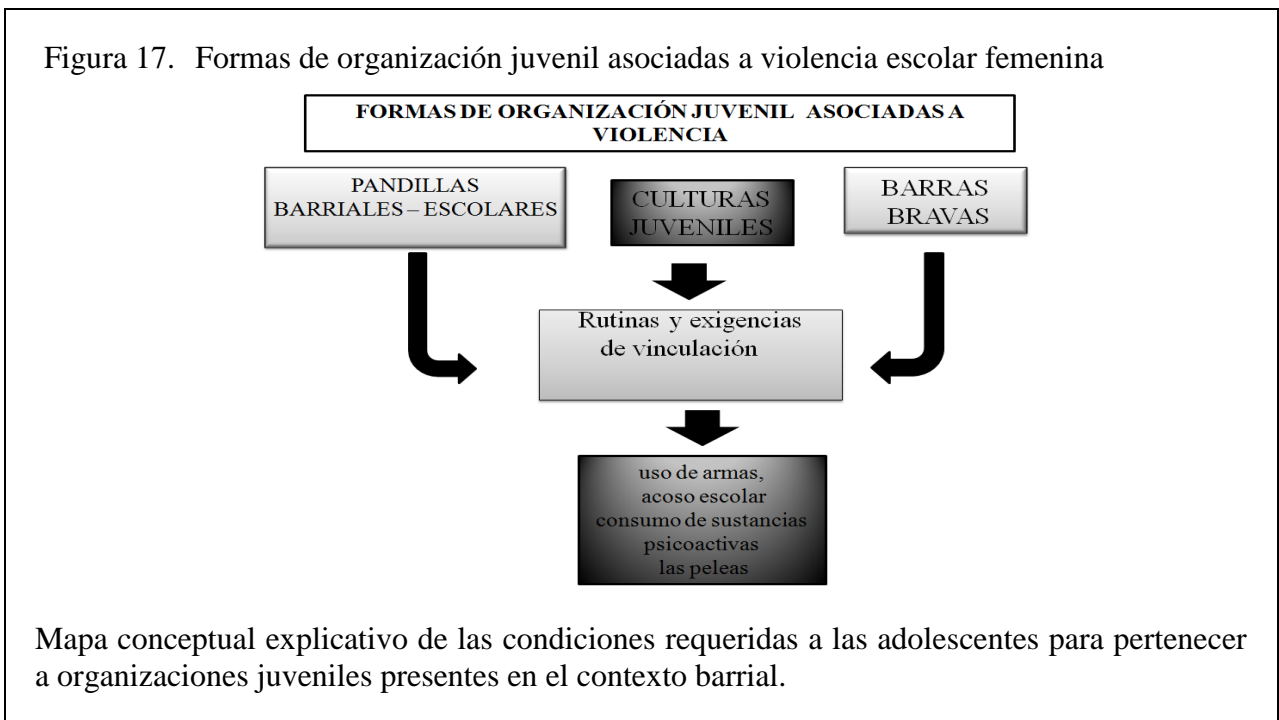 Figura 17. Formas de organización juvenil asociadas a violencia escolar femenina
FORMAS DE ORGANIZACIÓN JUVENIL ASOCIADAS A
VIOLENCIA
PANDILLAS
BARRIALES – ESCOLARES
CULTURAS
JUVENILES
BARRAS
BRAVAS
Rutinas y exigencias
de vinculación
uso de armas,
acoso escolar
consumo de sustancias
psicoactivas
las peleas
Mapa conceptual explicativo de las condiciones requeridas a las adolescentes para pertenecer
a organizaciones juveniles presentes en el contexto barrial.